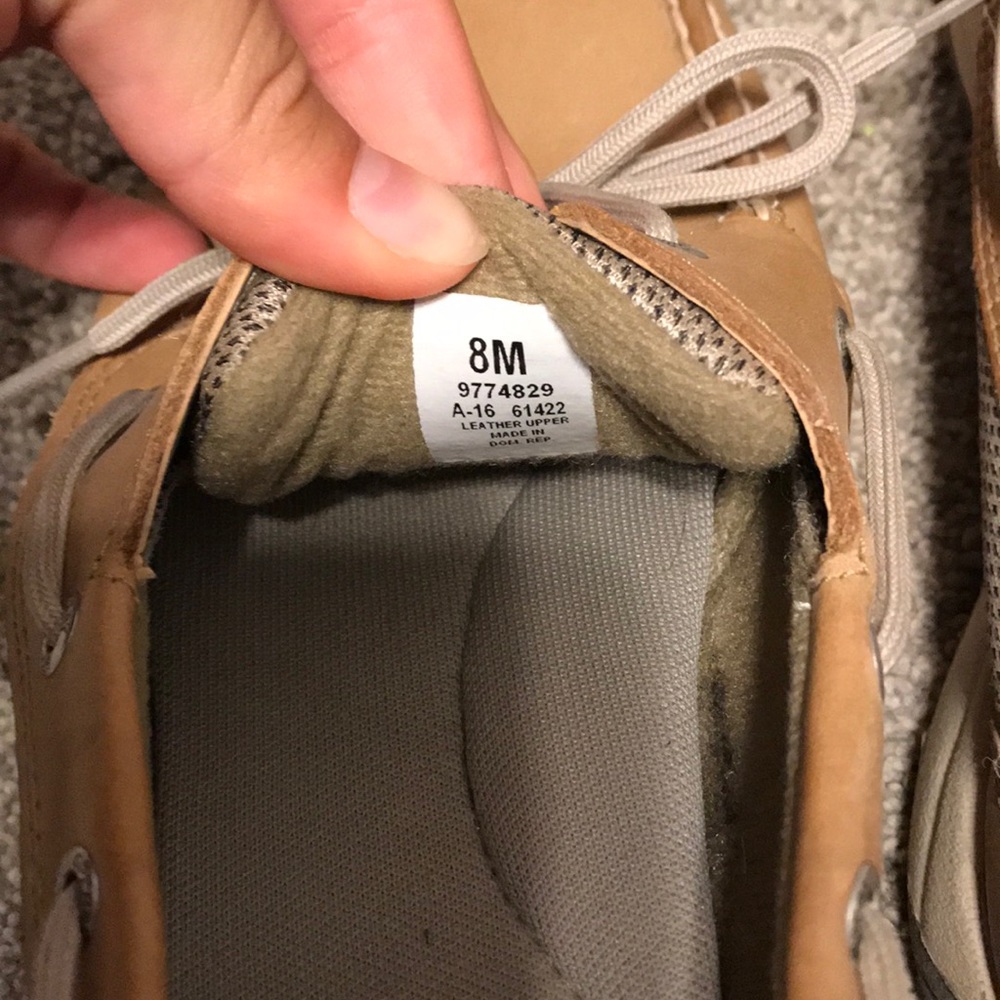 8M
9774829
A-16 61422
LEATHER UPPER
MADE IN
DOM. REP